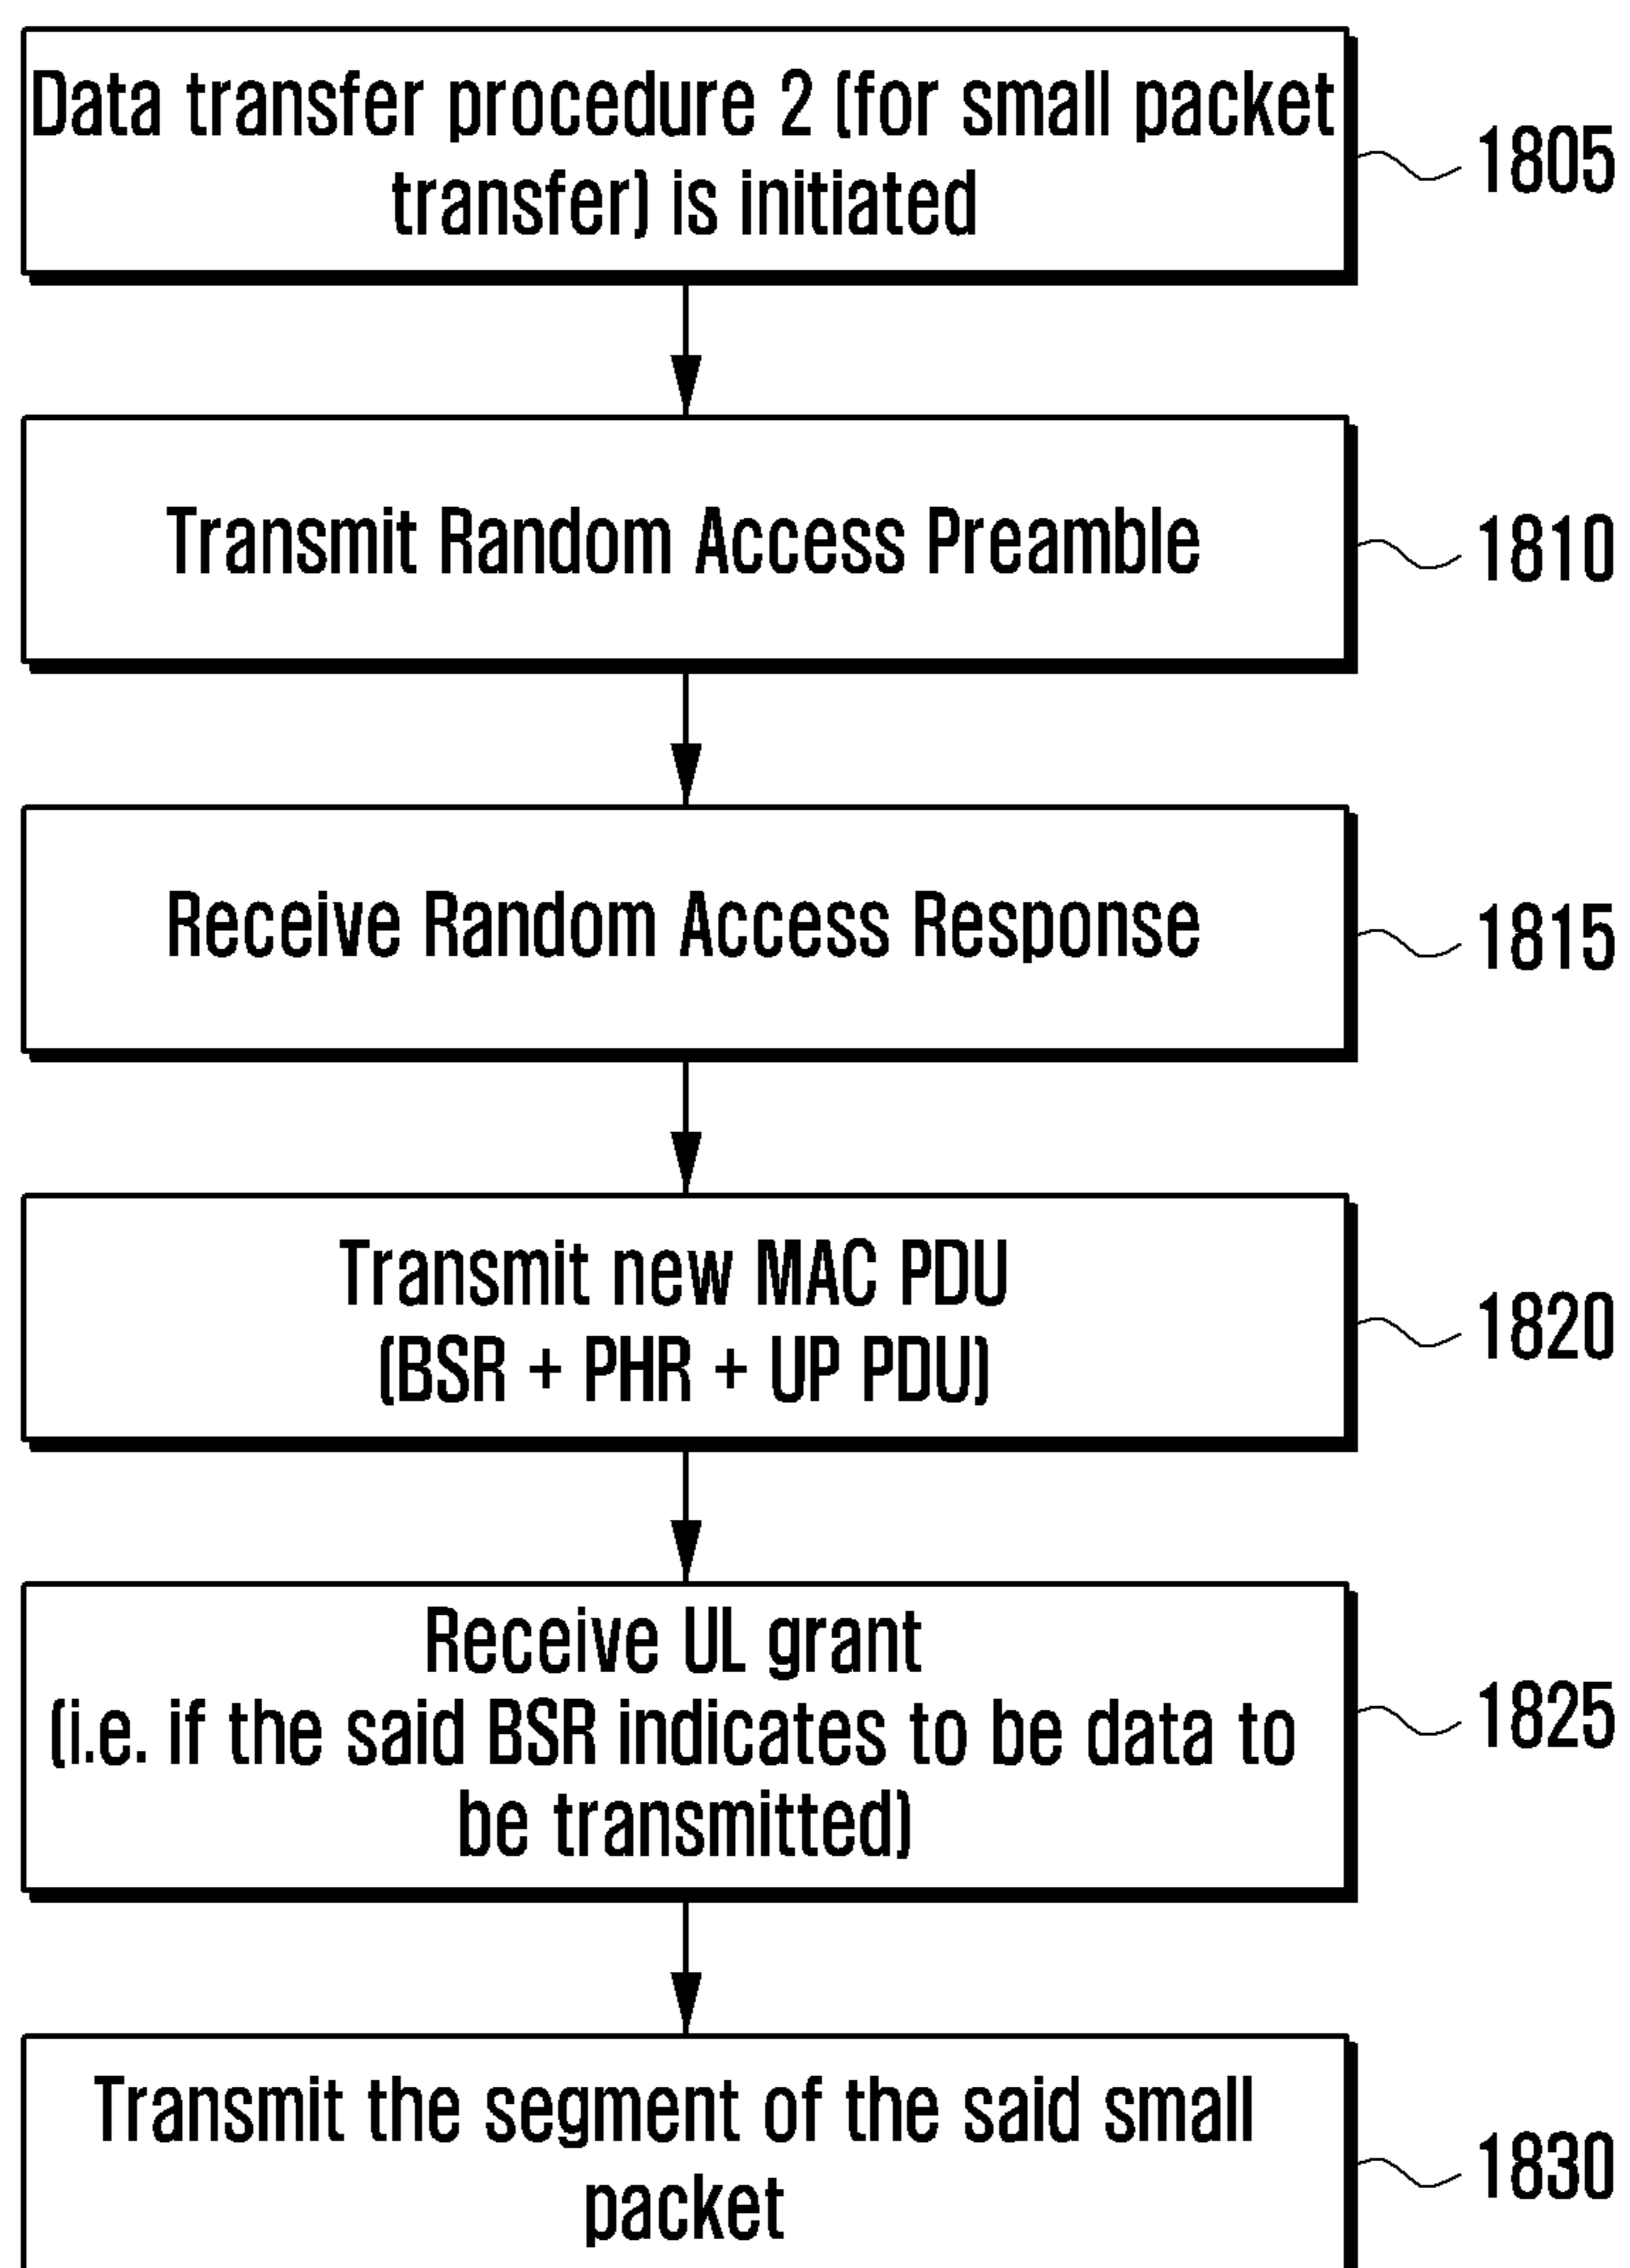 Data transfer procedure 2 (for small packet
transfer) is initiated
1805
Transmit Random Access Preamble
1810
Receive Random Access Response
1815
Transmit new MAC PDU
(BSR + PHR + UP PDU)
1820
Receive UL grant
(i.e. if the said BSR indicates to be data to
be transmitted)
1825
Transmit the segment of the said small
packet
1830